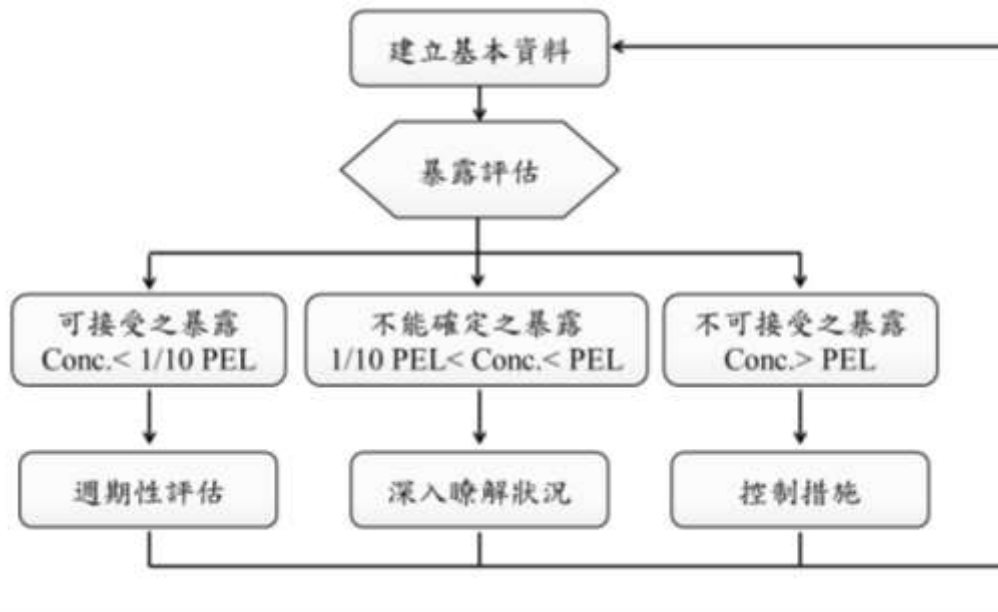 建立基本資料
暴露評估
可接受之暴露
Conc.< 1/10 PEL
不能確定之暴露
1/10 PEL< Conc.< PEL
不可接受之暴露
Conc.> PEL
週期性評估
深入瞭解狀況
控制措施